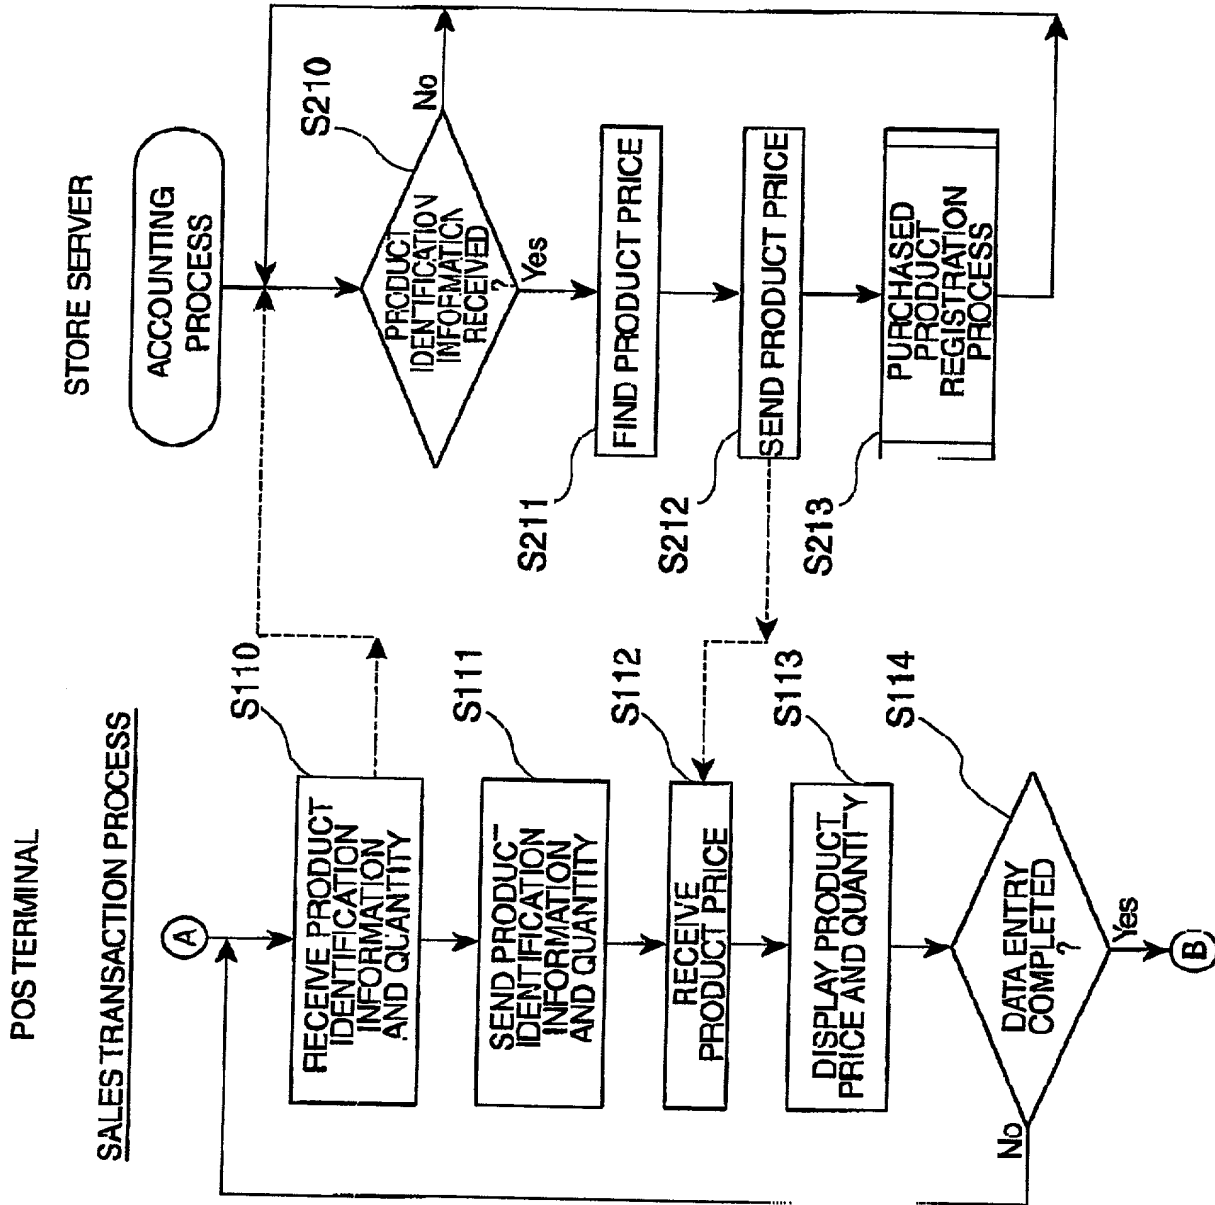 POS TERMINAL
SALES TRANSACTION PROCESS
A
S110
RECEIVE PRODUCT
IDENTIFICATION
INFORMATION
AND QUANTITY
S111
SEND PRODUCT
IDENTIFICATION
INFORMATION
AND QUANTITY
S112
RECEIVE
PRODUCT PRICE
S113
DISPLAY PRODUCT
PRICE AND QUANTITY
S114
DATA ENTRY
COMPLETED
?
No
Yes
B
STORE SERVER
ACCOUNTING
PROCESS
S210
PRODUCT
IDENTIFICATION
INFORMATION
RECEIVED
?
No
Yes
S211
FIND PRODUCT PRICE
S212
SEND PRODUCT PRICE
S213
PURCHASED
PRODUCT
REGISTRATION
PROCESS